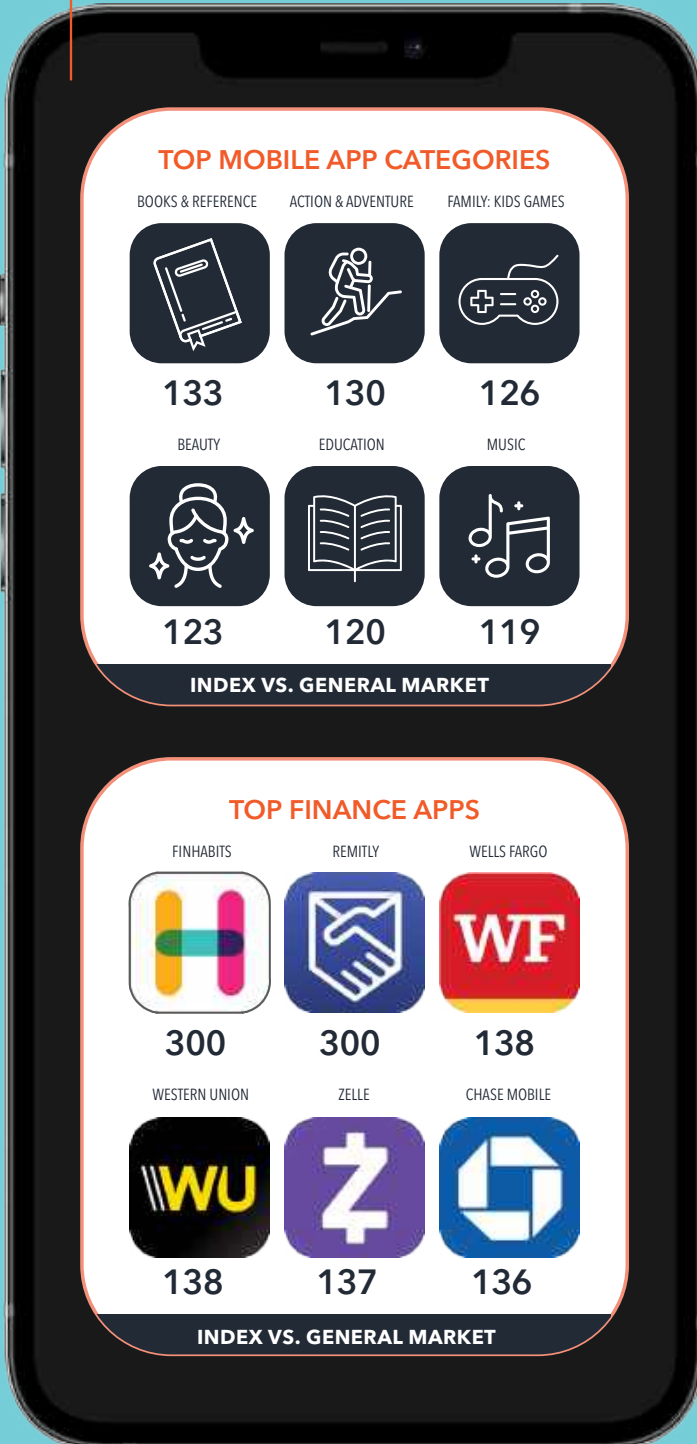 TOP MOBILE APP CATEGORIES
BOOKS & REFERENCE ACTION & ADVENTURE FAMILY: KIDS GAMES
133 130 126
BEAUTY EDUCATION MUSIC
123 120 119
INDEX VS. GENERAL MARKET
TOP FINANCE APPS
FINHABITS REMITLY WELLS FARGO
WF
300 300 138
WESTERN UNION ZELLE CHASE MOBILE
WU
138 137 136
INDEX VS. GENERAL MARKET